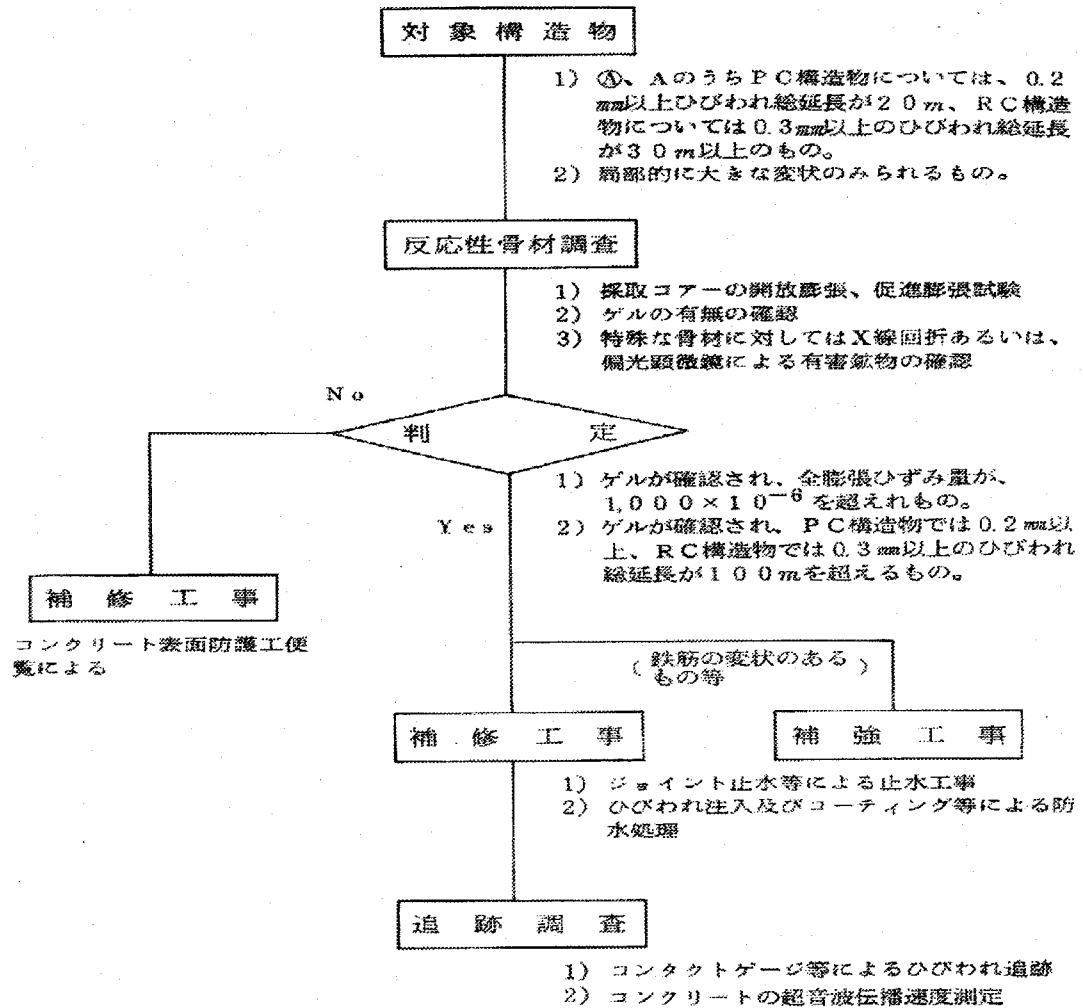 対象構造物
1) Ⓐ、AのうちPC構造物については、0.2
mm以上ひびわれ総延長が20m、RC構造
物については0.3mm以上のひびわれ総延長
が30m以上のもの。
2) 局部的に大きな変状のみられるもの。
反応性骨材調査
1) 採取コアーの開放膨張、促進膨張試験
2) ゲルの有無の確認
3) 特殊な骨材に対してはX線回折あるいは、
偏光顕微鏡による有害鉱物の確認
No
判定
1) ゲルが確認され、全膨張ひずみ量が、
1,000×10⁻⁶を超えれもの。
Yes
2) ゲルが確認され、PC構造物では0.2mm以
上、RC構造物では0.3mm以上のひびわれ
総延長が100mを超えるもの。
補修工事
コンクリート表面防護工便
覧による
(鉄筋の変状のある
もの等)
補修工事
補強工事
1) ジョイント止水等による止水工事
2) ひびわれ注入及びコーティング等による防
水処理
追跡調査
1) コンタクトゲージ等によるひびわれ追跡
2) コンクリートの超音波伝播速度測定